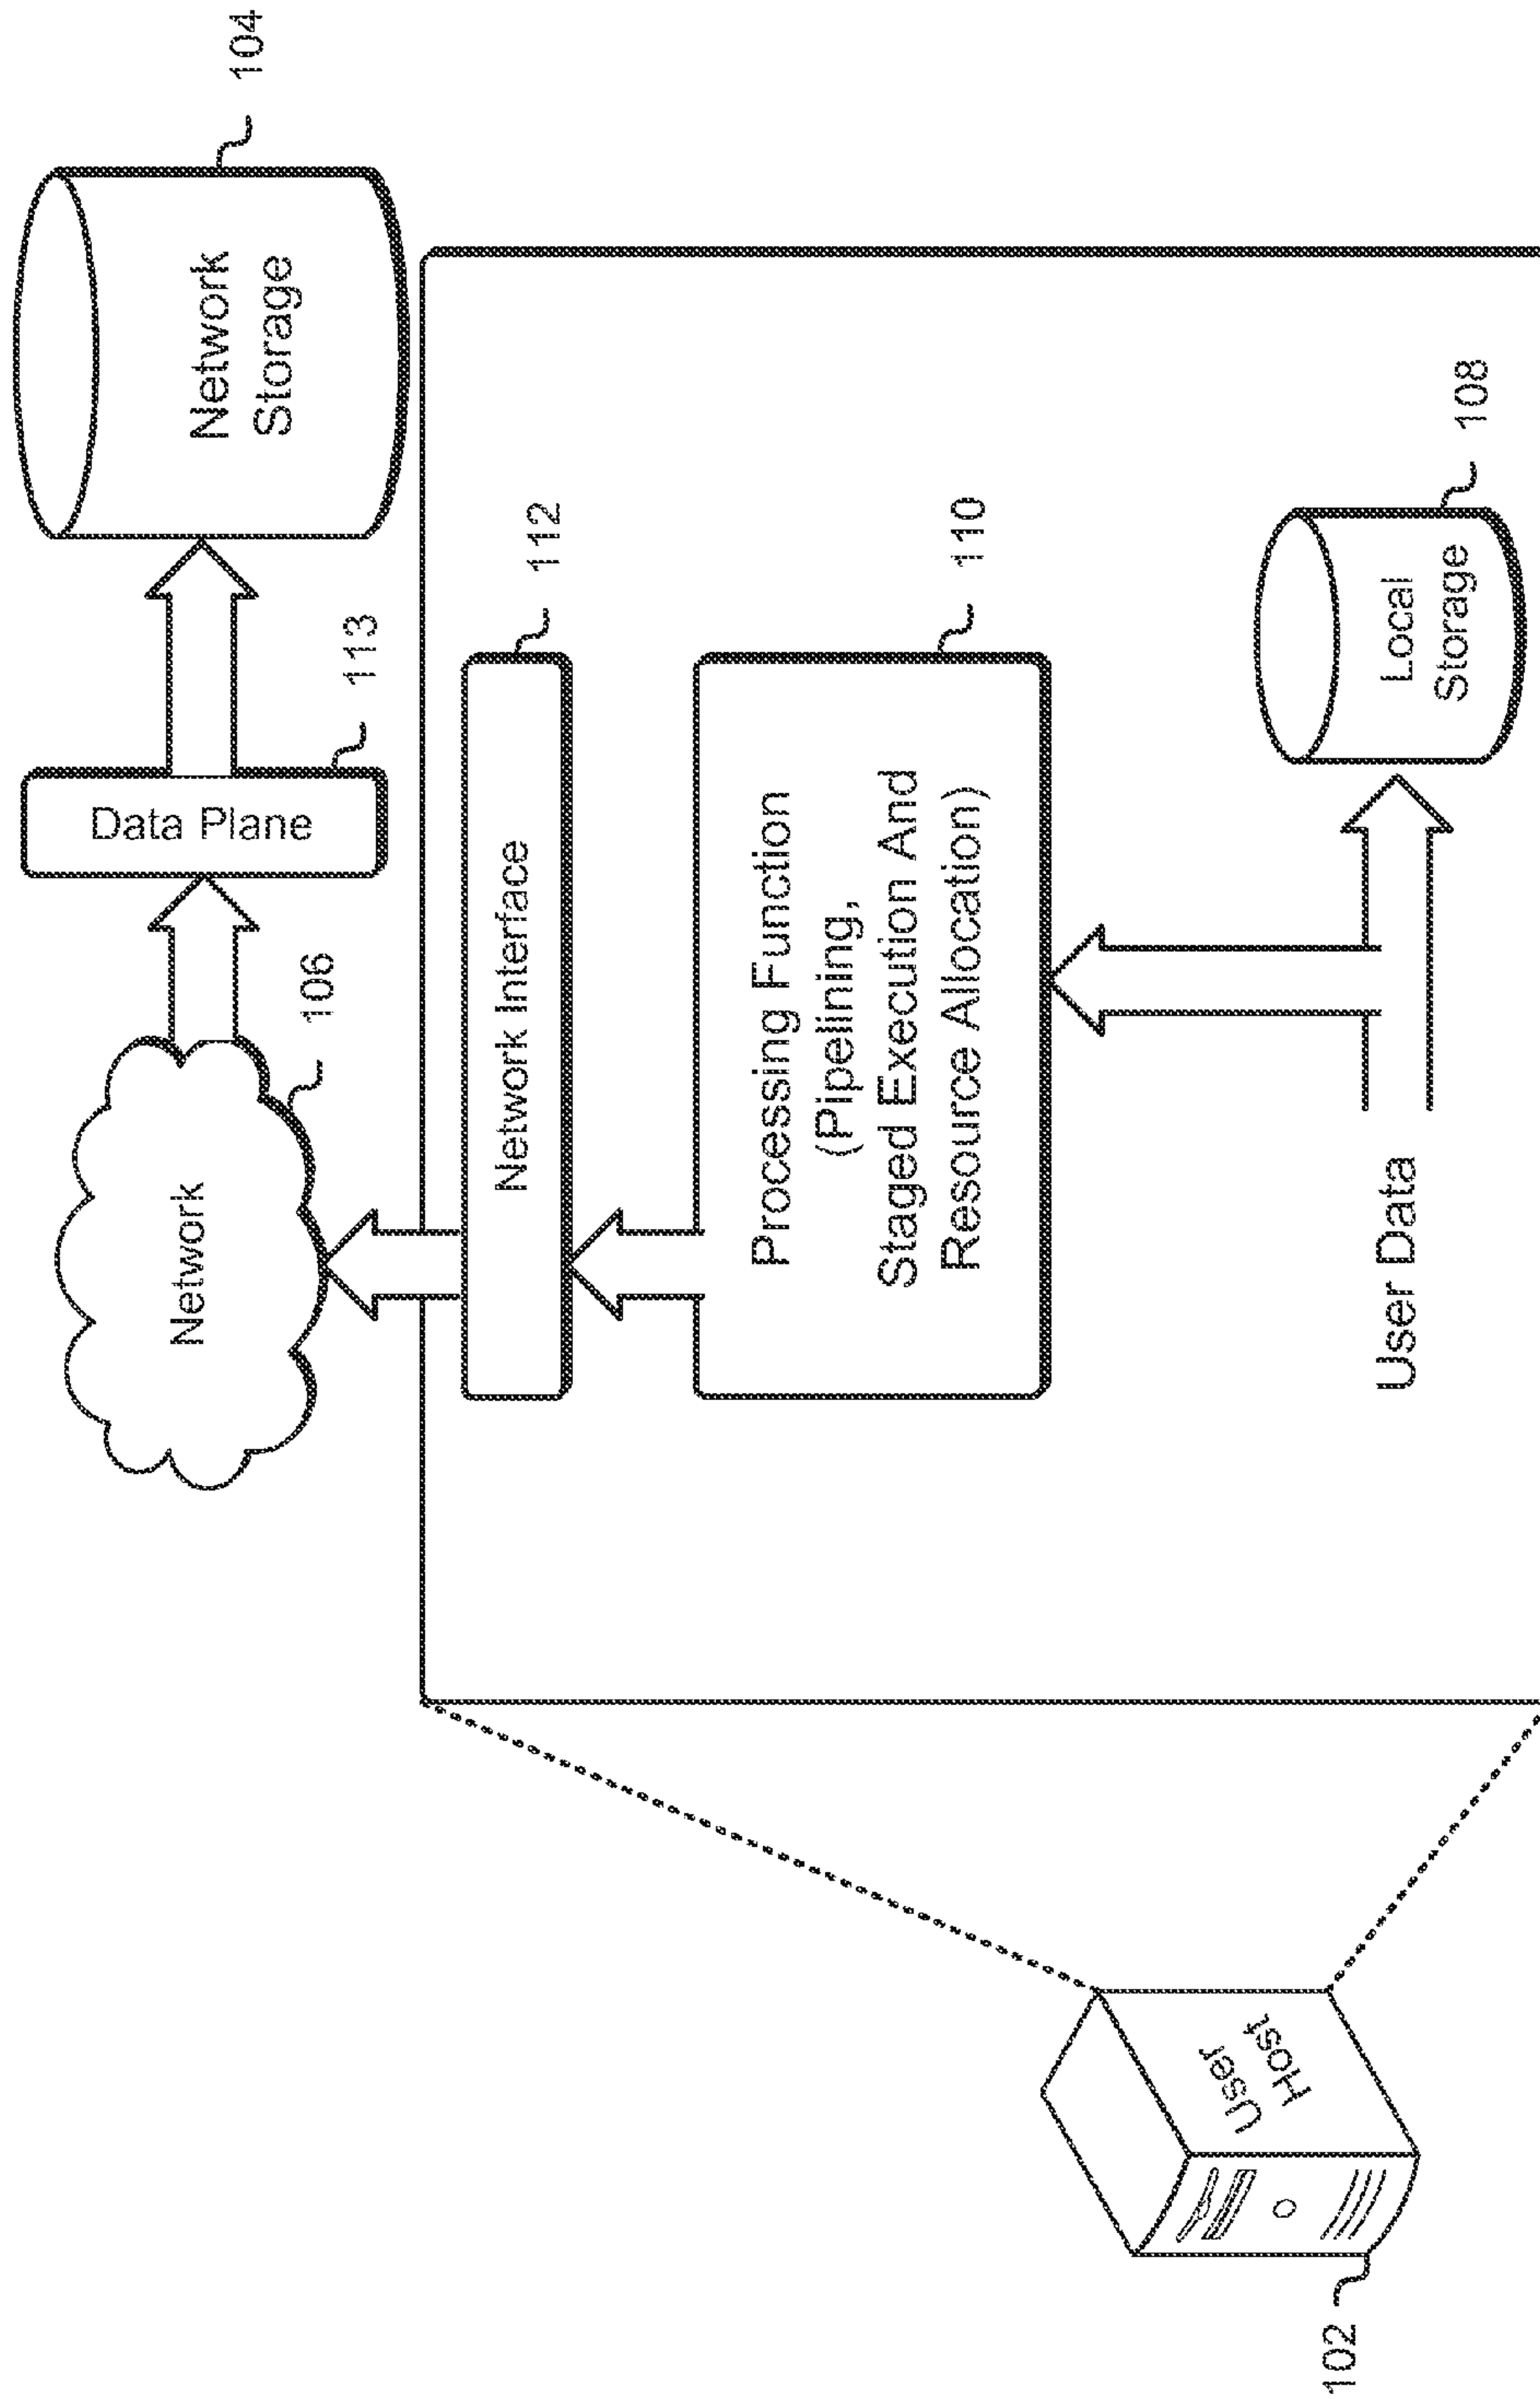 104
Network
Storage
113
Data Plane
106
Network
112
Network Interface
110
Processing Function
(Pipelining,
Staged Execution And
Resource Allocation)
108
Local
Storage
User Data
User
Host
102